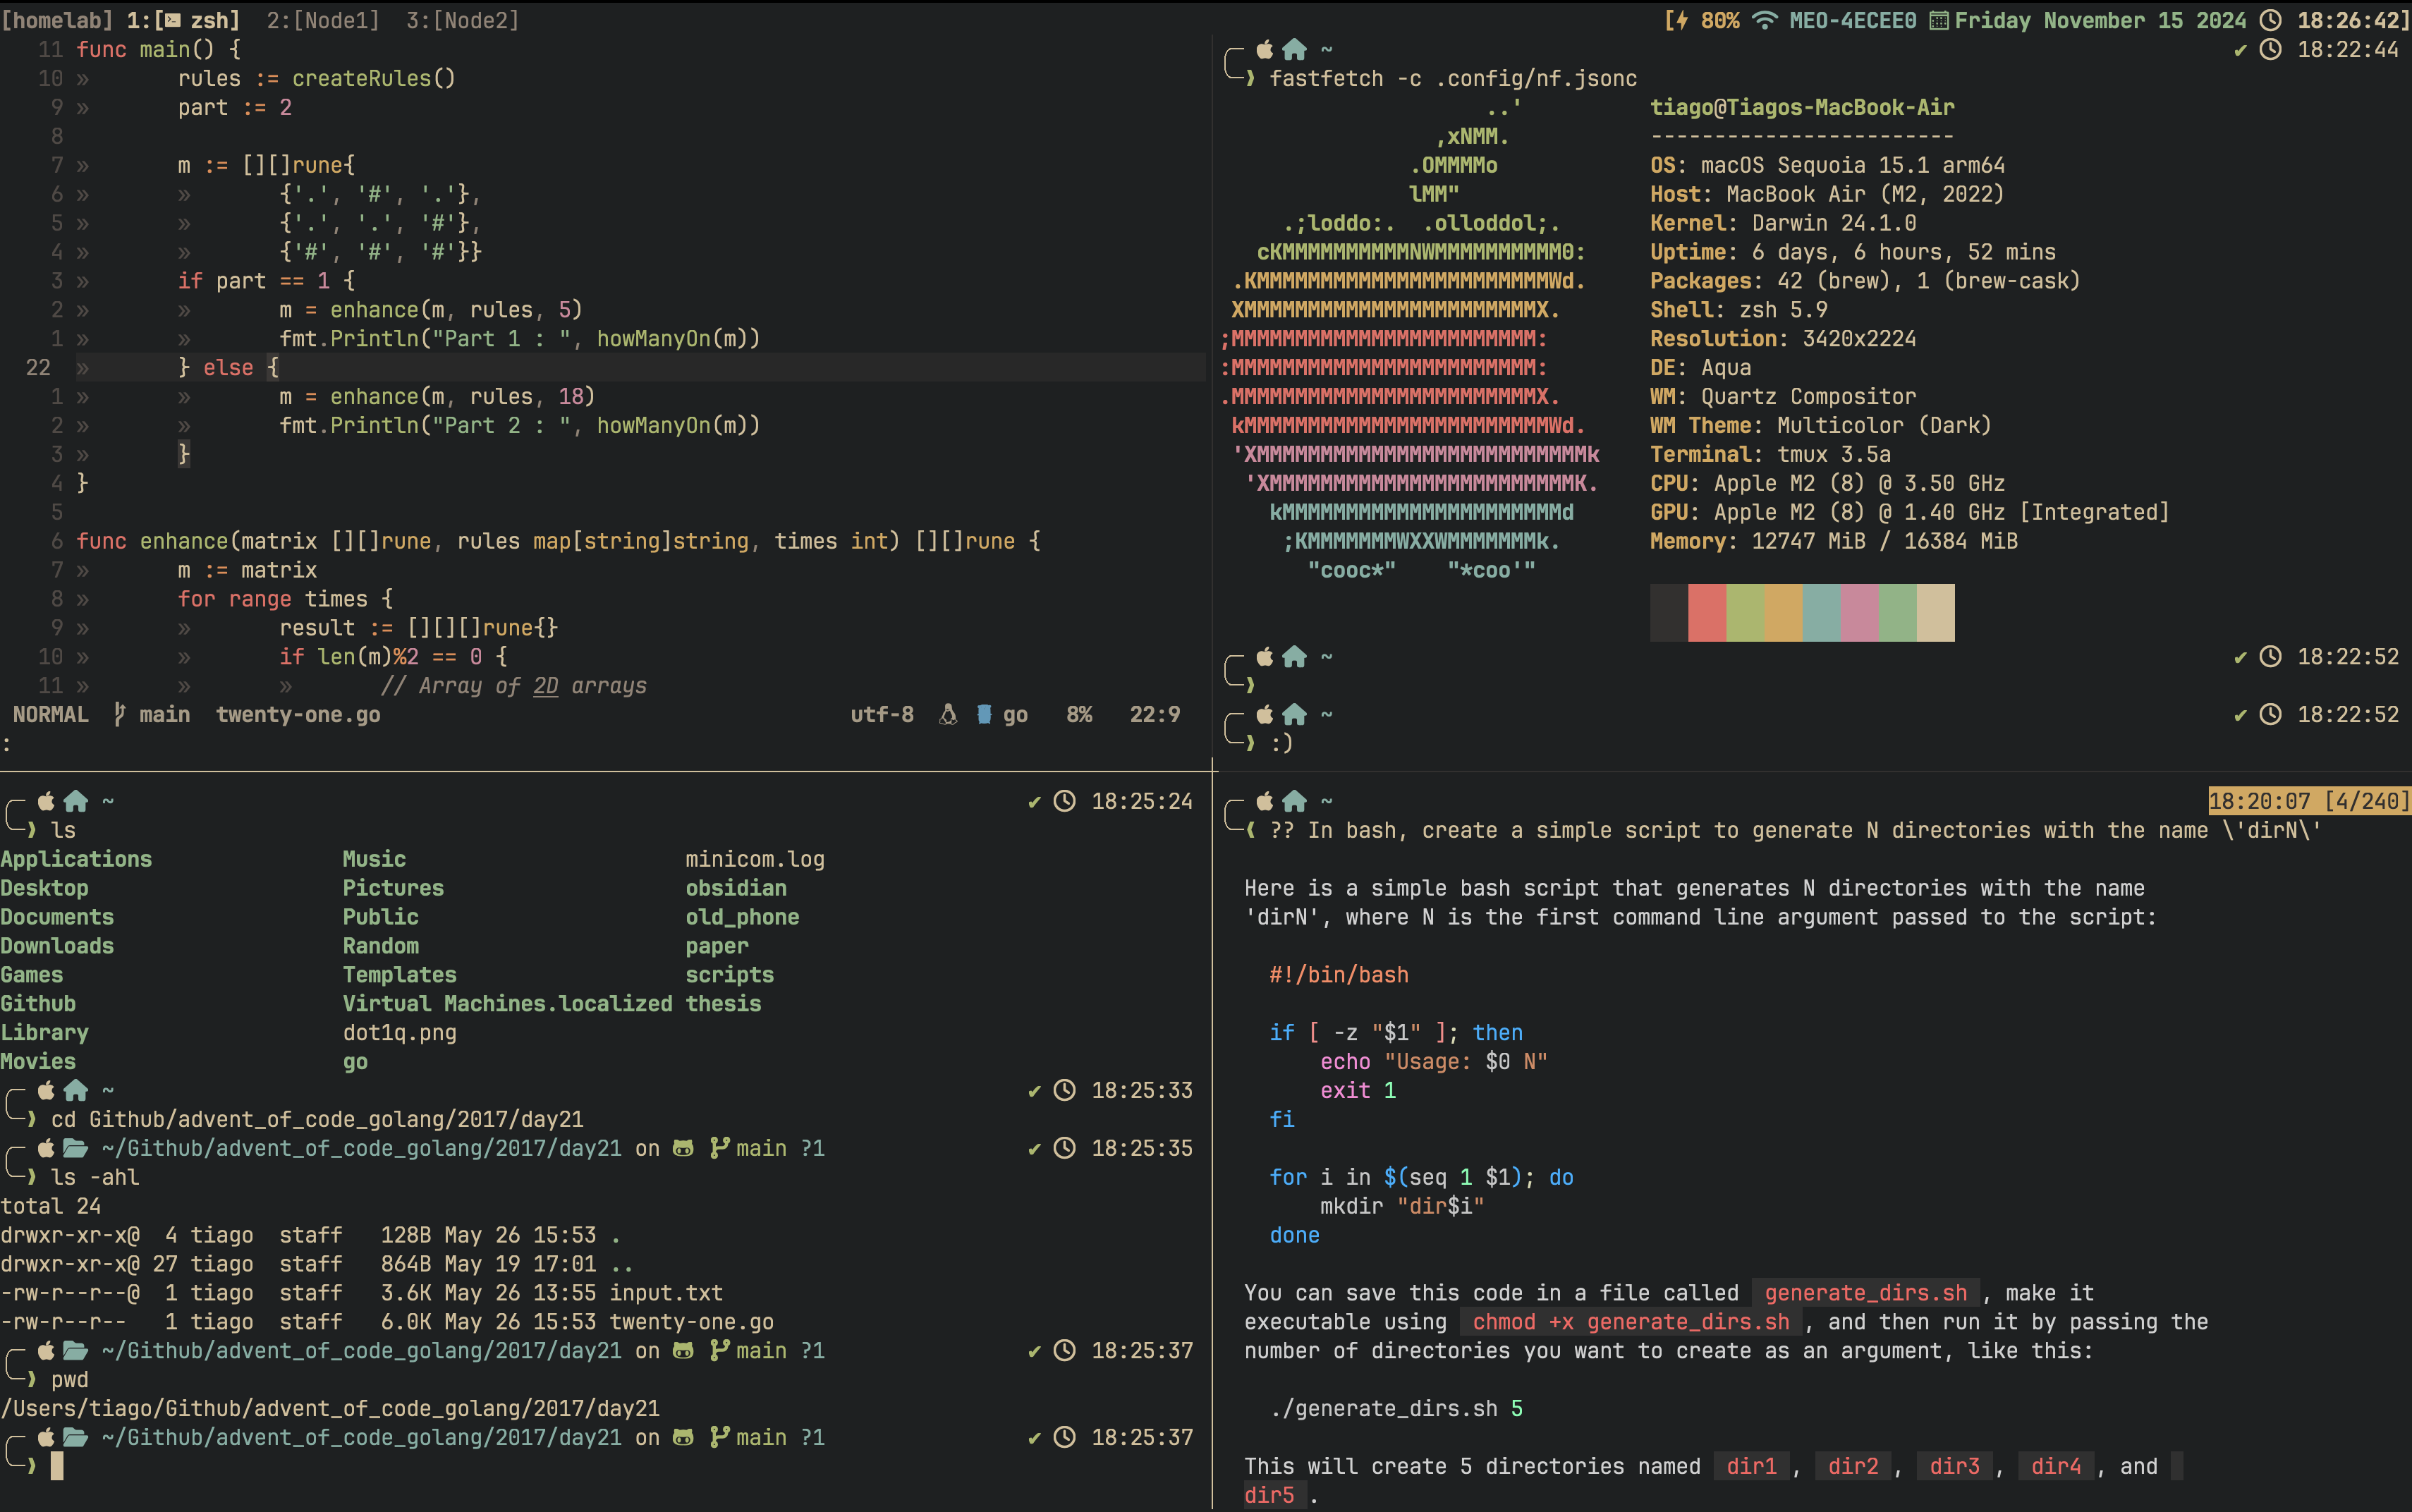 [homelab] 1:[ zsh] 2:[Node1] 3:[Node2]
[ 80% MEO-4ECEE0 Friday November 15 2024 18:26:42]
11 func main() {
10 » rules := createRules()
9 » part := 2
8
7 » m := [][]rune{
6 » » {'.', '#', '.'},
5 » » {'.', '.', '#'},
4 » » {'#', '#', '#'}}
3 » if part == 1 {
2 » » m = enhance(m, rules, 5)
1 » » fmt.Println("Part 1 : ", howManyOn(m))
22 » } else {
1 » » m = enhance(m, rules, 18)
2 » » fmt.Println("Part 2 : ", howManyOn(m))
3 » }
4 }
5
6 func enhance(matrix [][]rune, rules map[string]string, times int) [][]rune {
7 » m := matrix
8 » for range times {
9 » » result := [][][]rune{}
10 » » if len(m)%2 == 0 {
11 » » » // Array of 2D arrays
NORMAL main twenty-one.go utf-8 go 8% 22:9
:
~ ✔ 18:22:44
❯ fastfetch -c .config/nf.jsonc
..' tiago@Tiagos-MacBook-Air
,xNMM. ------------------------
.OMMMMo OS: macOS Sequoia 15.1 arm64
lMM" Host: MacBook Air (M2, 2022)
.;loddo:. .olloddol;. Kernel: Darwin 24.1.0
cKMMMMMMMMMMNWMMMMMMMMMM0: Uptime: 6 days, 6 hours, 52 mins
.KMMMMMMMMMMMMMMMMMMMMMMMWd. Packages: 42 (brew), 1 (brew-cask)
XMMMMMMMMMMMMMMMMMMMMMMMX. Shell: zsh 5.9
;MMMMMMMMMMMMMMMMMMMMMMMM: Resolution: 3420x2224
:MMMMMMMMMMMMMMMMMMMMMMMM: DE: Aqua
.MMMMMMMMMMMMMMMMMMMMMMMMX. WM: Quartz Compositor
kMMMMMMMMMMMMMMMMMMMMMMMMWd. WM Theme: Multicolor (Dark)
'XMMMMMMMMMMMMMMMMMMMMMMMMMMk Terminal: tmux 3.5a
'XMMMMMMMMMMMMMMMMMMMMMMMMK. CPU: Apple M2 (8) @ 3.50 GHz
kMMMMMMMMMMMMMMMMMMMMMMd GPU: Apple M2 (8) @ 1.40 GHz [Integrated]
;KMMMMMMMWXXWMMMMMMMk. Memory: 12747 MiB / 16384 MiB
"cooc*" "*coo'"
~ ✔ 18:22:52
❯
~ ✔ 18:22:52
❯ :)
~ ✔ 18:25:24
❯ ls
Applications Music minicom.log
Desktop Pictures obsidian
Documents Public old_phone
Downloads Random paper
Games Templates scripts
Github Virtual Machines.localized thesis
Library dot1q.png
Movies go
~ ✔ 18:25:33
❯ cd Github/advent_of_code_golang/2017/day21
~/Github/advent_of_code_golang/2017/day21 on main ?1 ✔ 18:25:35
❯ ls -ahl
total 24
drwxr-xr-x@ 4 tiago staff 128B May 26 15:53 .
drwxr-xr-x@ 27 tiago staff 864B May 19 17:01 ..
-rw-r--r--@ 1 tiago staff 3.6K May 26 13:55 input.txt
-rw-r--r-- 1 tiago staff 6.0K May 26 15:53 twenty-one.go
~/Github/advent_of_code_golang/2017/day21 on main ?1 ✔ 18:25:37
❯ pwd
/Users/tiago/Github/advent_of_code_golang/2017/day21
~/Github/advent_of_code_golang/2017/day21 on main ?1 ✔ 18:25:37
❯
~ 18:20:07 [4/240]
❮ ?? In bash, create a simple script to generate N directories with the name \'dirN\'
Here is a simple bash script that generates N directories with the name
'dirN', where N is the first command line argument passed to the script:
#!/bin/bash
if [ -z "$1" ]; then
echo "Usage: $0 N"
exit 1
fi
for i in $(seq 1 $1); do
mkdir "dir$i"
done
You can save this code in a file called generate_dirs.sh , make it
executable using chmod +x generate_dirs.sh , and then run it by passing the
number of directories you want to create as an argument, like this:
./generate_dirs.sh 5
This will create 5 directories named dir1 , dir2 , dir3 , dir4 , and
dir5 .